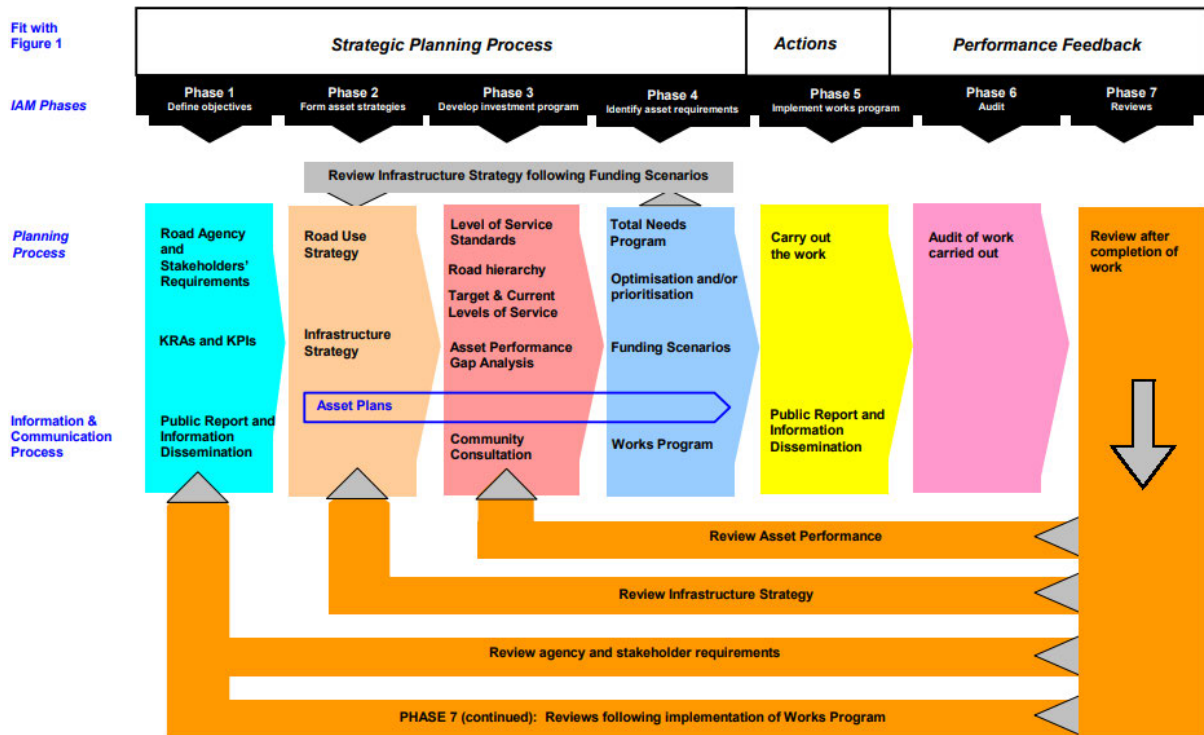 Fit with
Figure 1
Strategic Planning Process
Actions
Performance Feedback
IAM Phases
Phase 1
Define objectives
Phase 2
Form asset strategies
Phase 3
Develop investment program
Phase 4
Identify asset requirements
Phase 5
Implement works program
Phase 6
Audit
Phase 7
Reviews
Review Infrastructure Strategy following Funding Scenarios
Planning
Process
Road Agency
and
Stakeholders'
Requirements
KRAs and KPIs
Information &
Communication
Process
Public Report and
Information
Dissemination
Road Use
Strategy
Infrastructure
Strategy
Asset Plans
Level of Service
Standards
Road hierarchy
Target & Current
Levels of Service
Asset Performance
Gap Analysis
Community
Consultation
Total Needs
Program
Optimisation and/or
prioritisation
Funding Scenarios
Works Program
Carry out
the work
Public Report and
Information
Dissemination
Audit of work
carried out
Review after
completion of
work
Review Asset Performance
Review Infrastructure Strategy
Review agency and stakeholder requirements
PHASE 7 (continued): Reviews following implementation of Works Program